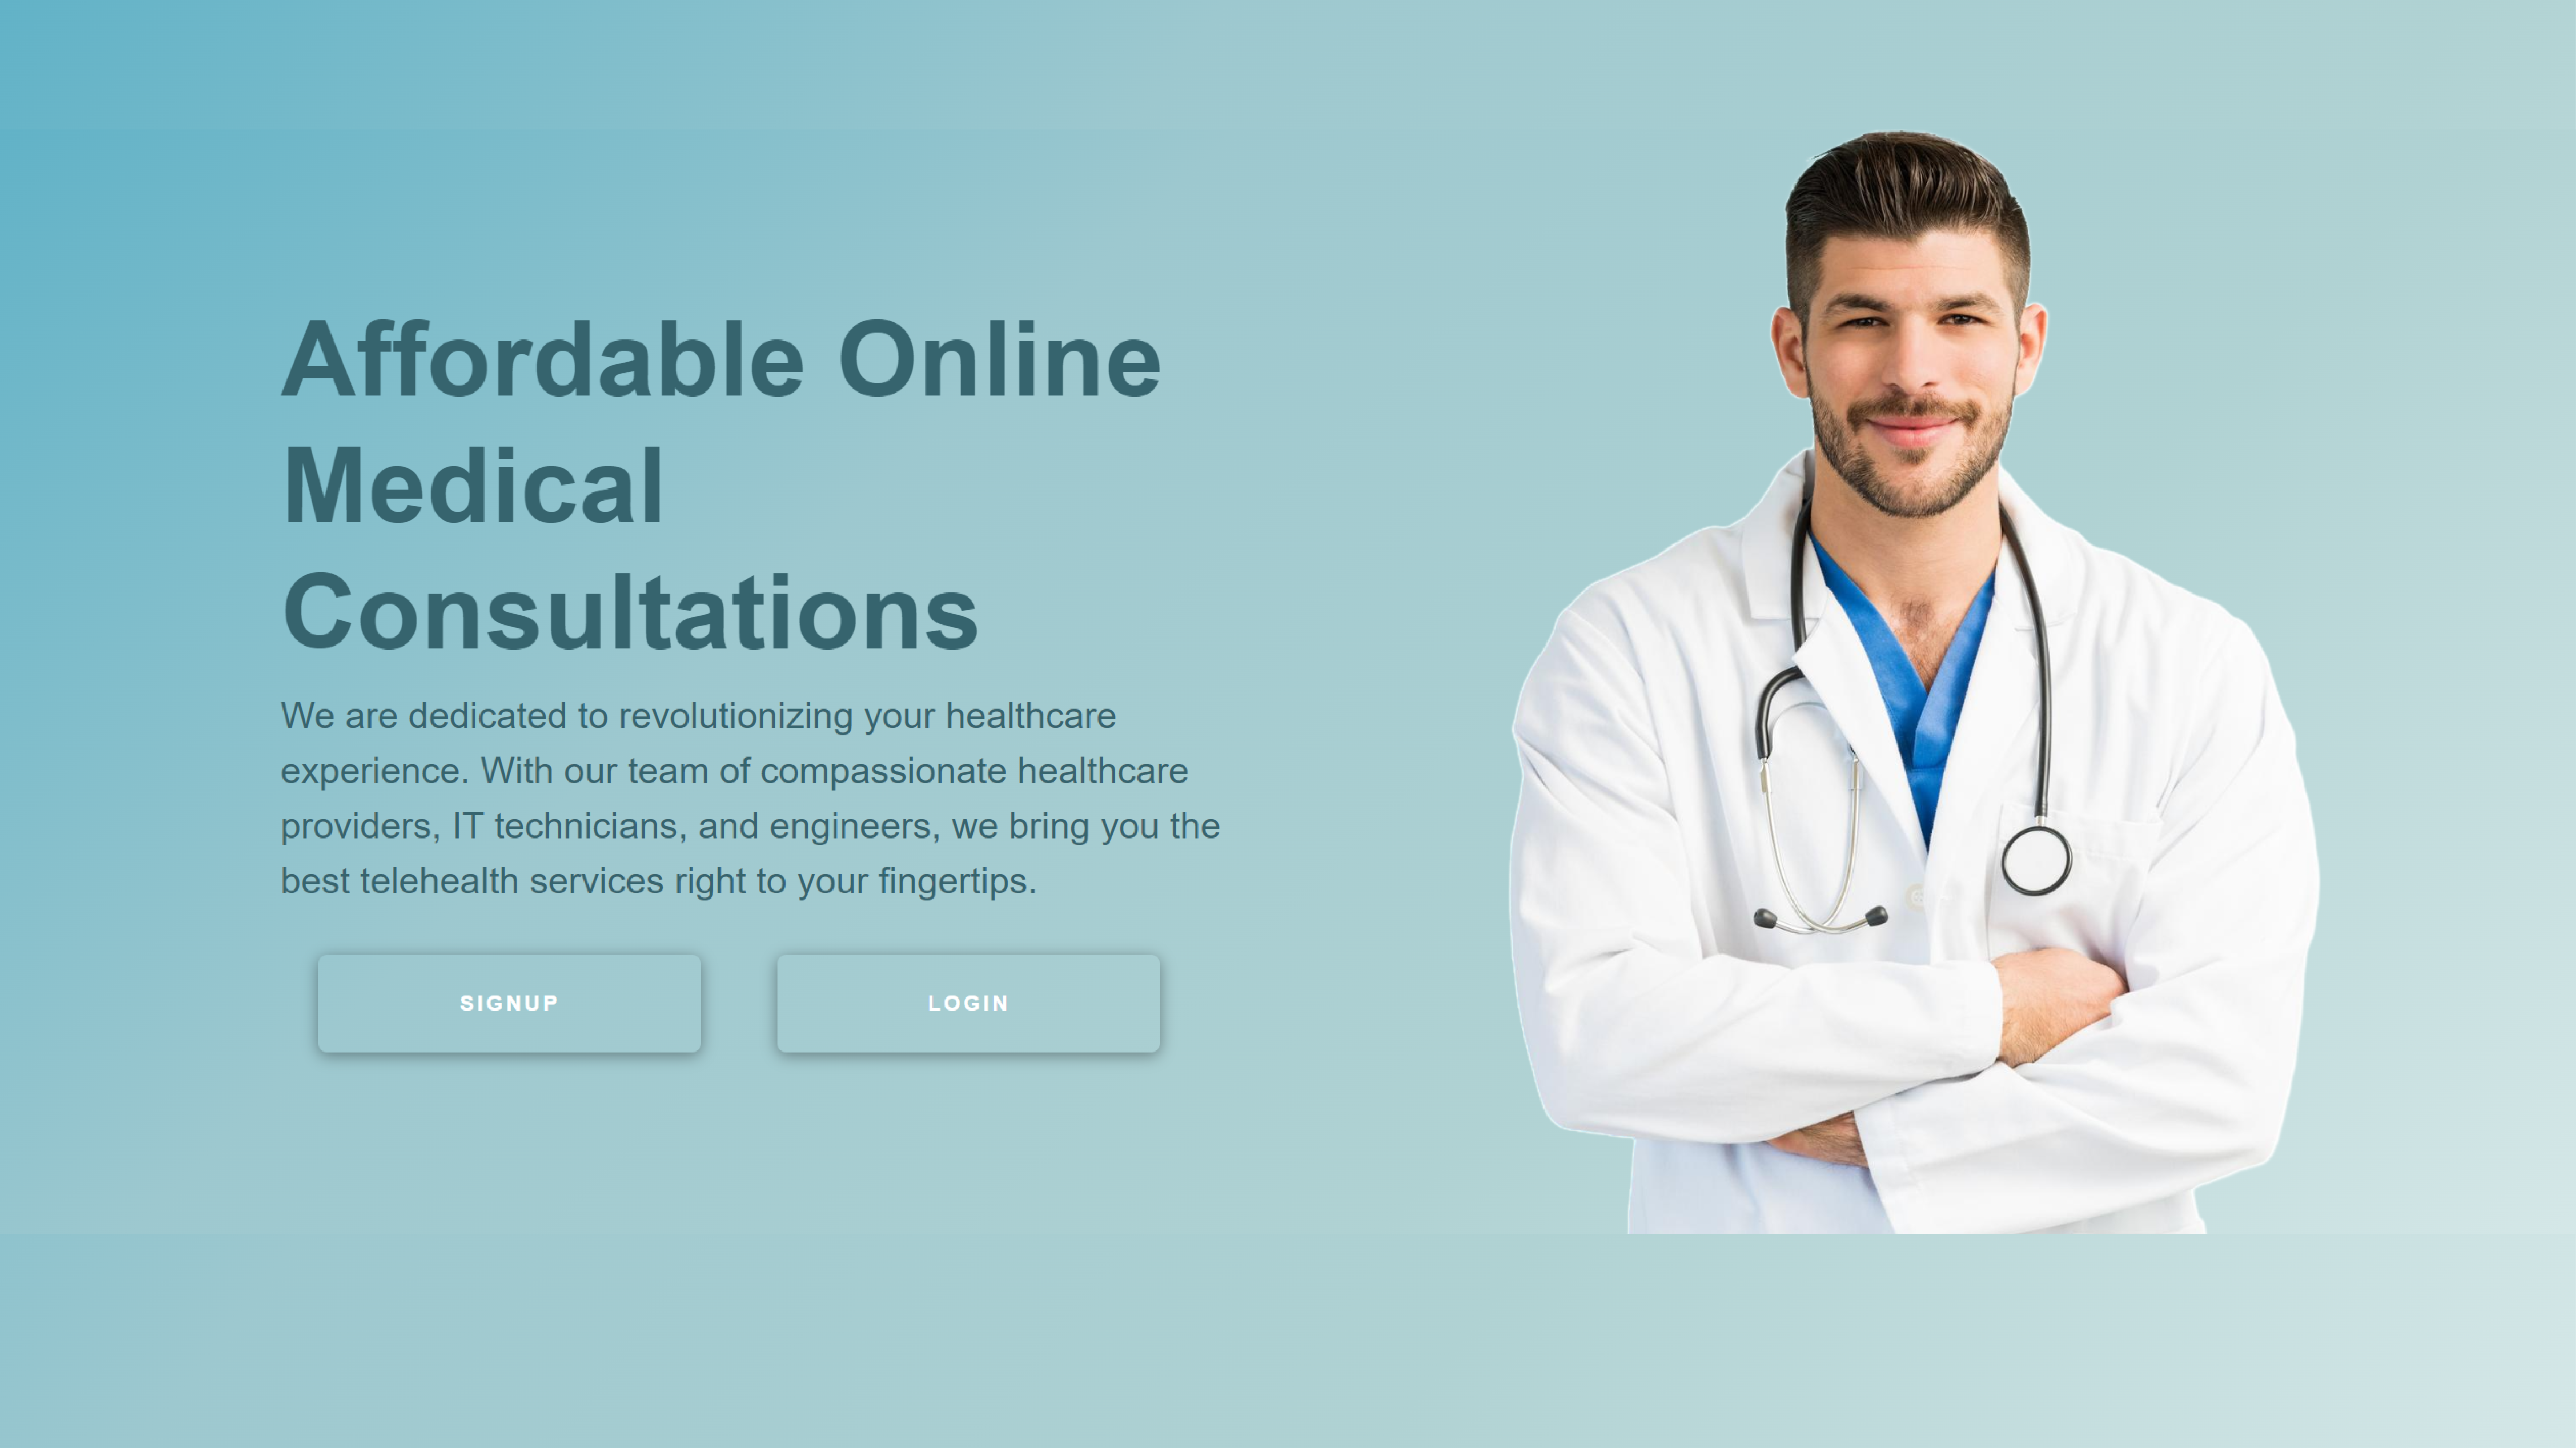 Affordable Online
Medical
Consultations
We are dedicated to revolutionizing your healthcare
experience. With our team of compassionate healthcare
providers, IT technicians, and engineers, we bring you the
best telehealth services right to your fingertips.
SIGNUP
LOGIN